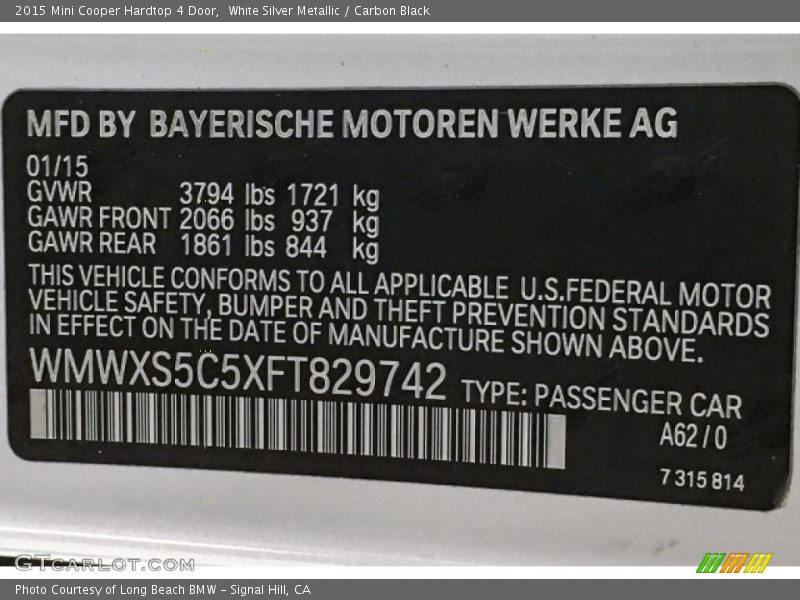 2015 Mini Cooper Hardtop 4 Door,  White Silver Metallic / Carbon Black
MFD BY BAYERISCHE MOTOREN WERKE AG
01/15
GVWR 3794 lbs 1721 kg
GAWR FRONT 2066 lbs 937 kg
GAWR REAR 1861 lbs 844 kg
THIS VEHICLE CONFORMS TO ALL APPLICABLE U.S.FEDERAL MOTOR
VEHICLE SAFETY, BUMPER AND THEFT PREVENTION STANDARDS
IN EFFECT ON THE DATE OF MANUFACTURE SHOWN ABOVE.
WMWXS5C5XFT829742 TYPE: PASSENGER CAR
A62/0
7 315 814
GTCARLOT.COM
Photo Courtesy of Long Beach BMW - Signal Hill, CA